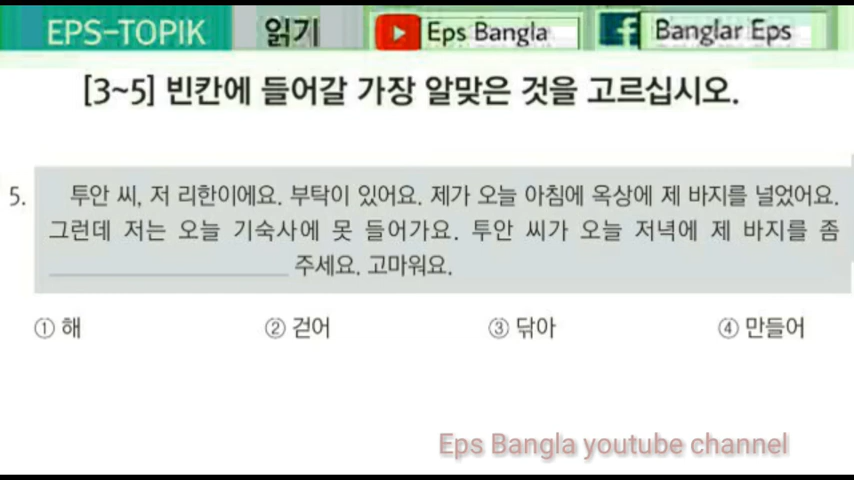 EPS-TOPIK 읽기 Eps Bangla Banglar Eps
[3~5] 빈칸에 들어갈 가장 알맞은 것을 고르십시오.
5. 투안 씨, 저 리한이에요. 부탁이 있어요. 제가 오늘 아침에 옥상에 제 바지를 널었어요.
그런데 저는 오늘 기숙사에 못 들어가요. 투안 씨가 오늘 저녁에 제 바지를 좀
____________ 주세요. 고마워요.
① 해 ② 걷어 ③ 닦아 ④ 만들어
Eps Bangla youtube channel